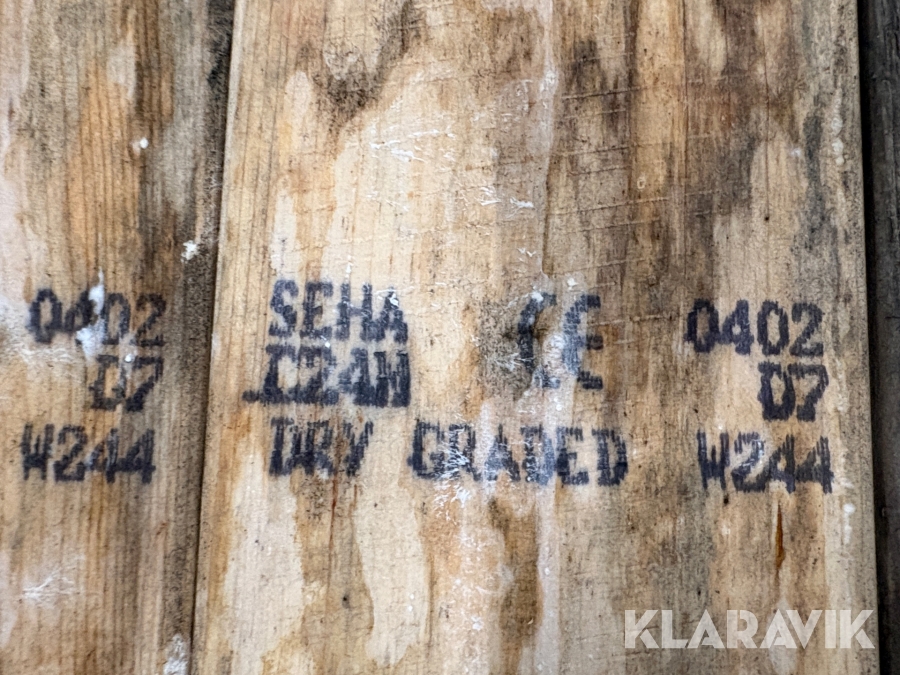 0402
D7
W244
SEHA CE 0402
C24M D7
DRY GRADED W244
KLARAVIK